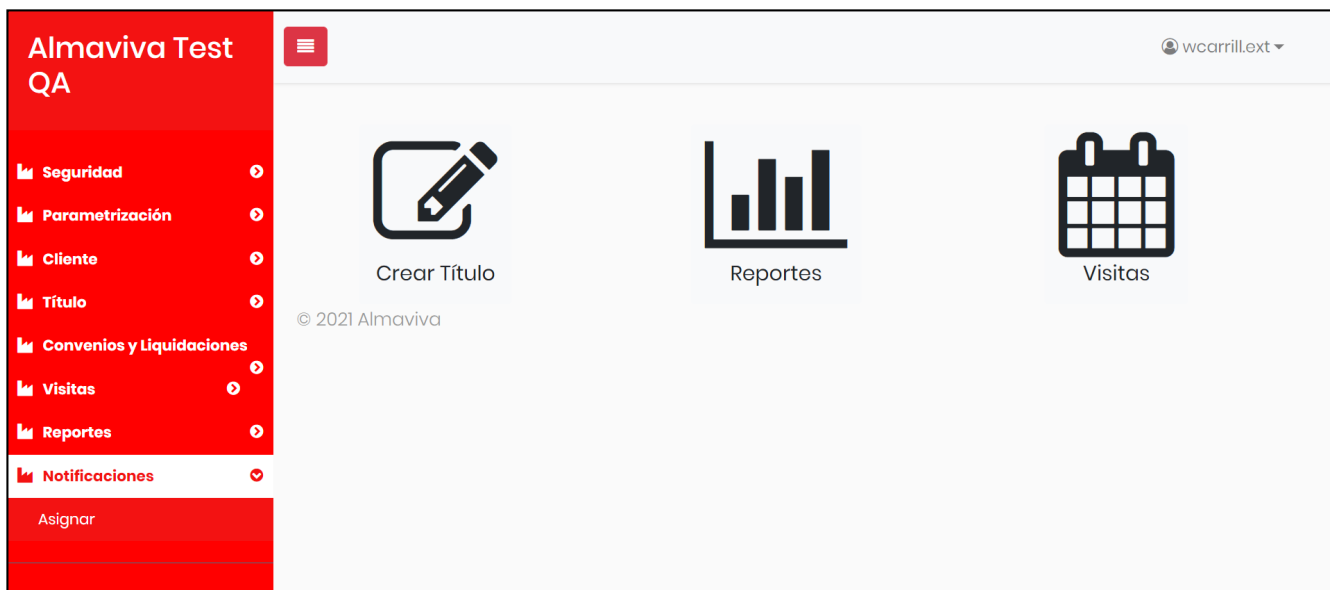 Almaviva Test
QA
wcarrill.ext
Seguridad
Parametrización
Cliente
Título
Convenios y Liquidaciones
Visitas
Reportes
Notificaciones
Asignar
Crear Título
Reportes
Visitas
© 2021 Almaviva